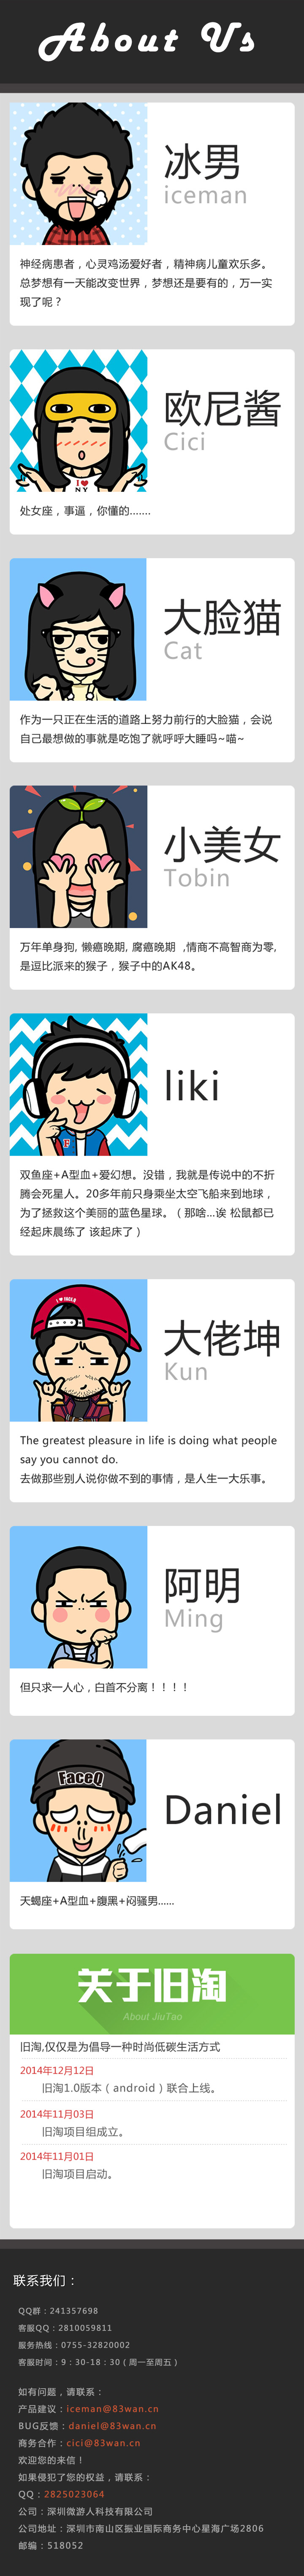 About Us
冰男
iceman
神经病患者，心灵鸡汤爱好者，精神病儿童欢乐多。
总梦想有一天能改变世界，梦想还是要有的，万一实
现了呢？
欧尼酱
Cici
I ♥
NY
处女座，事逼，你懂的.......
大脸猫
Cat
作为一只正在生活的道路上努力前行的大脸猫，会说
自己最想做的事就是吃饱了就呼呼大睡吗~喵~
小美女
Tobin
万年单身狗, 懒癌晚期, 腐癌晚期 ,情商不高智商为零,
是逗比派来的猴子，猴子中的AK48。
liki
F
双鱼座+A型血+爱幻想。没错，我就是传说中的不折
腾会死星人。20多年前只身乘坐太空飞船来到地球，
为了拯救这个美丽的蓝色星球。（ 那啥...诶 松鼠都已
经起床晨练了 该起床了 ）
I ♥ FACEQ
大佬坤
Kun
The greatest pleasure in life is doing what people
say you cannot do.
去做那些别人说你做不到的事情，是人生一大乐事。
阿明
Ming
但只求一人心，白首不分离！！！！
FaceQ
Daniel
天蝎座+A型血+腹黑+闷骚男......
关于旧淘
About JiuTao
旧淘,仅仅是为倡导一种时尚低碳生活方式
2014年12月12日
旧淘1.0版本（android）联合上线。
2014年11月03日
旧淘项目组成立。
2014年11月01日
旧淘项目启动。
联系我们：
QQ群：241357698
客服QQ：2810059811
服务热线：0755-32820002
客服时间：9：30-18：30（周一至周五）
如有问题，请联系：
产品建议：iceman@83wan.cn
BUG反馈：daniel@83wan.cn
商务合作：cici@83wan.cn
欢迎您的来信！
如果侵犯了您的权益，请联系：
QQ：2825023064
公司：深圳微游人科技有限公司
公司地址：深圳市南山区振业国际商务中心星海广场2806
邮编：518052